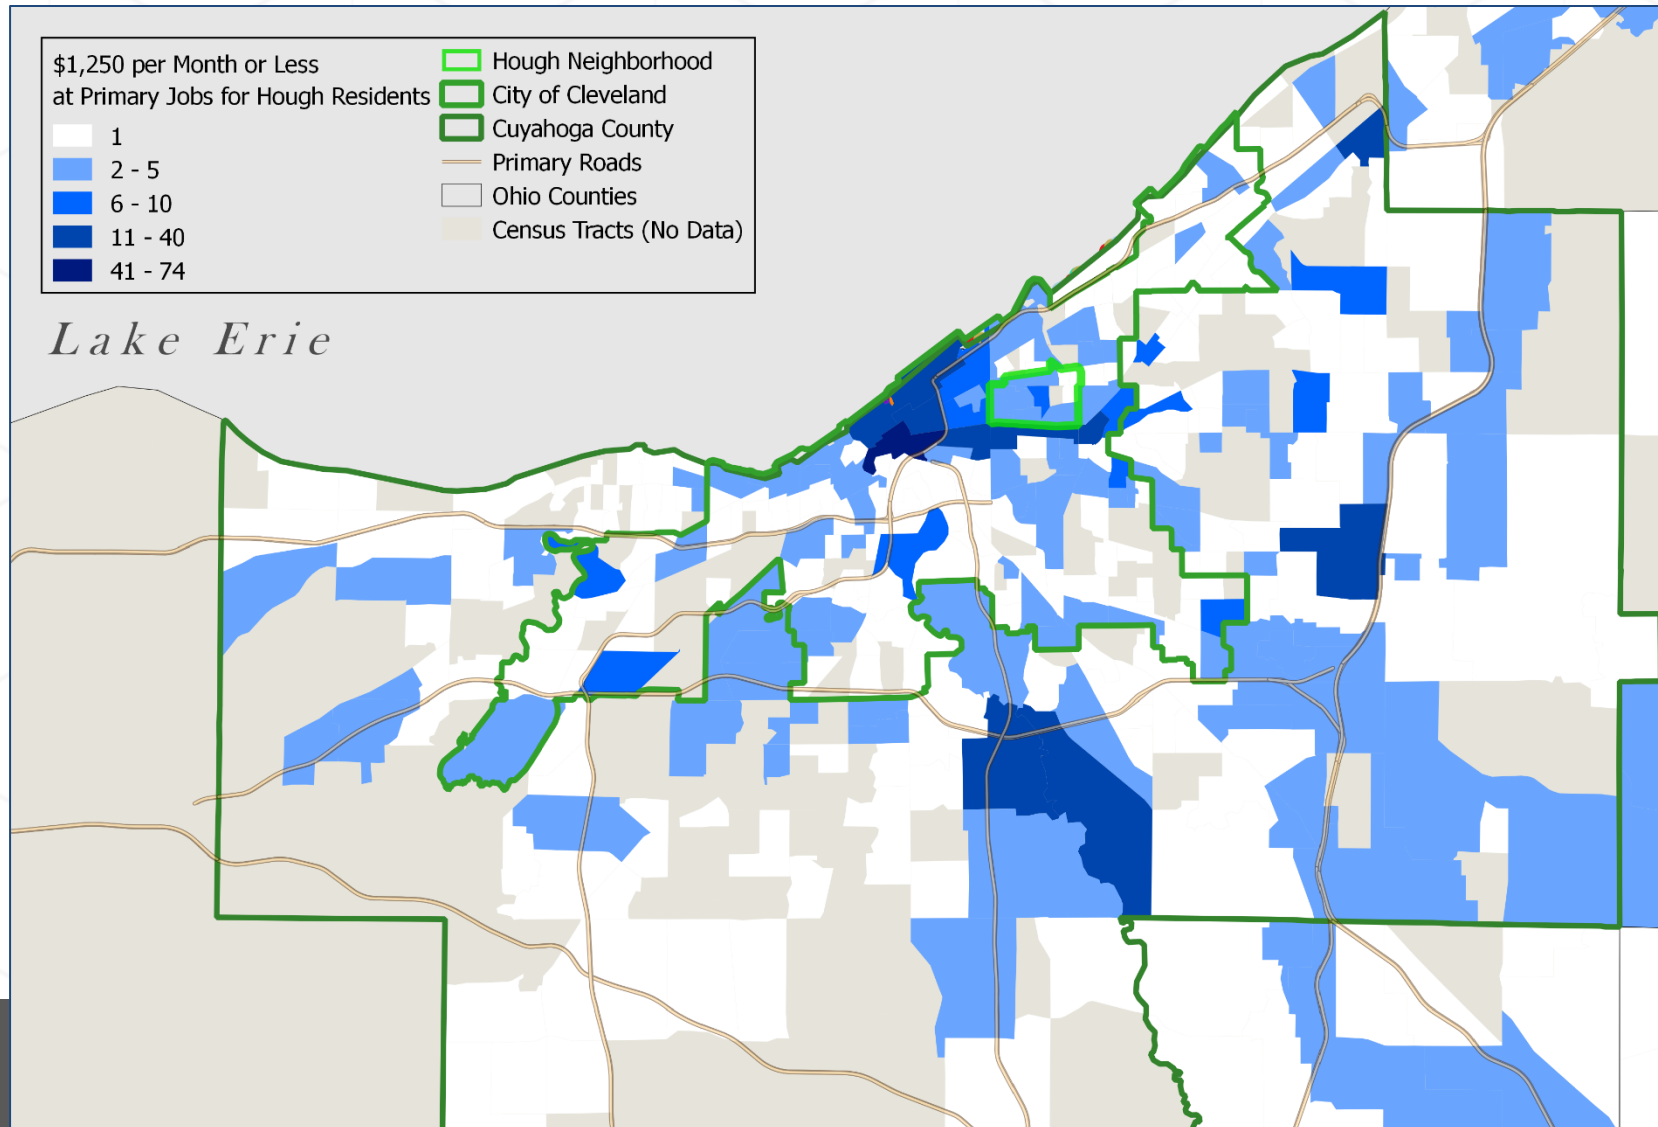 $1,250 per Month or Less
at Primary Jobs for Hough Residents
1
2 - 5
6 - 10
11 - 40
41 - 74
Hough Neighborhood
City of Cleveland
Cuyahoga County
Primary Roads
Ohio Counties
Census Tracts (No Data)
Lake Erie